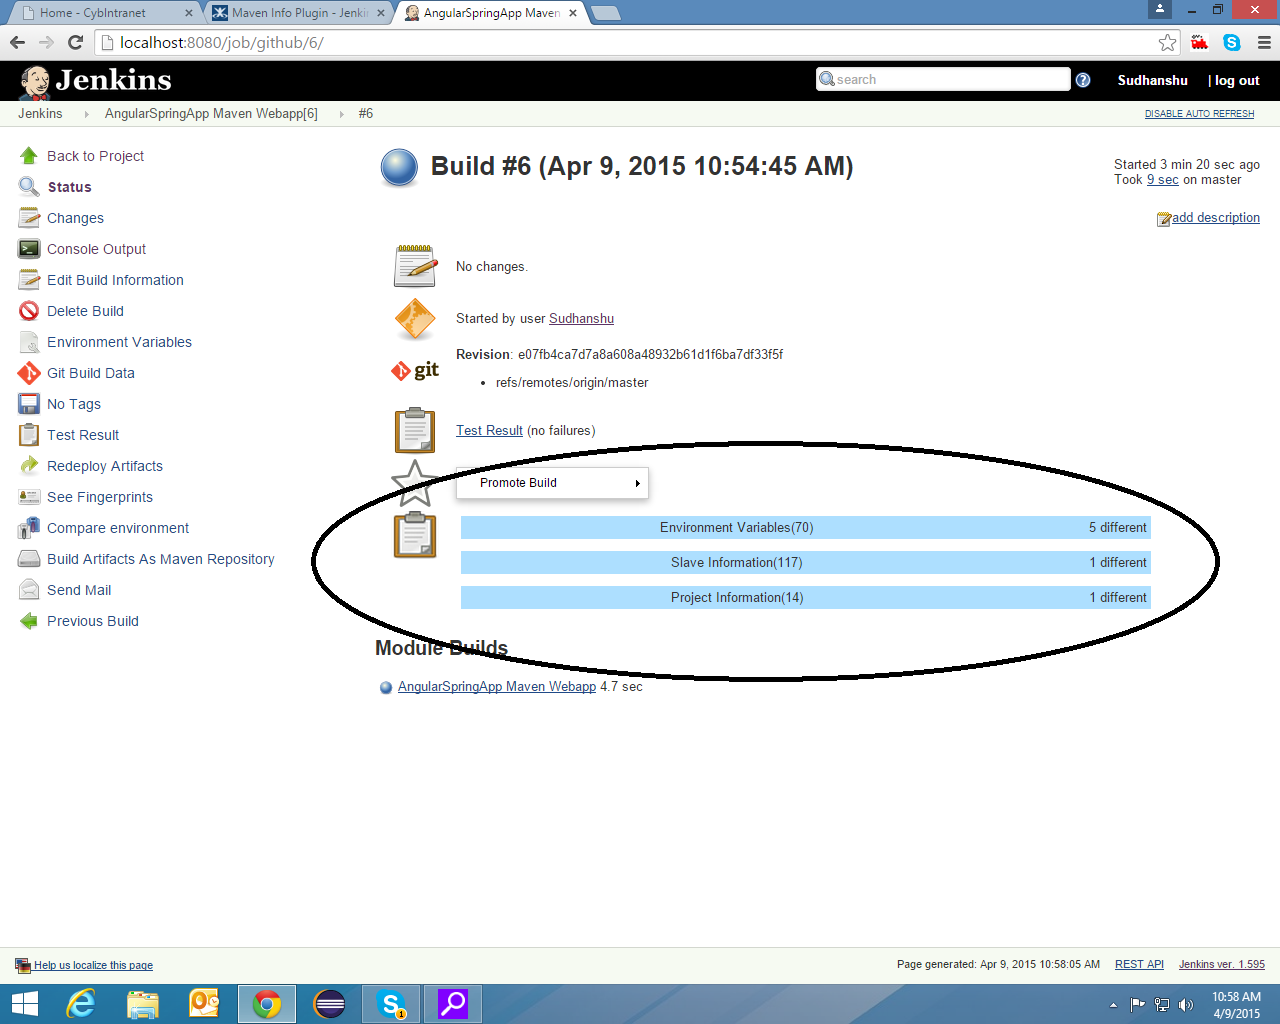 Home - CybIntranet
Maven Info Plugin - Jenki
AngularSpringApp Maven
localhost:8080/job/github/6/
Jenkins
search
Sudhanshu
| log out
Jenkins
AngularSpringApp Maven Webapp[6]
#6
DISABLE AUTO REFRESH
Back to Project
Status
Changes
Console Output
Edit Build Information
Delete Build
Environment Variables
Git Build Data
No Tags
Test Result
Redeploy Artifacts
See Fingerprints
Compare environment
Build Artifacts As Maven Repository
Send Mail
Previous Build
Build #6 (Apr 9, 2015 10:54:45 AM)
Started 3 min 20 sec ago
Took 9 sec on master
add description
No changes.
Started by user Sudhanshu
git
Revision: e07fb4ca7d7a8a608a48932b61d1f6ba7df33f5f
• refs/remotes/origin/master
Test Result (no failures)
Promote Build
Environment Variables(70) 5 different
Slave Information(117) 1 different
Project Information(14) 1 different
Module Builds
AngularSpringApp Maven Webapp 4.7 sec
Help us localize this page
Page generated: Apr 9, 2015 10:58:05 AM
REST API
Jenkins ver. 1.595
1
10:58 AM
4/9/2015